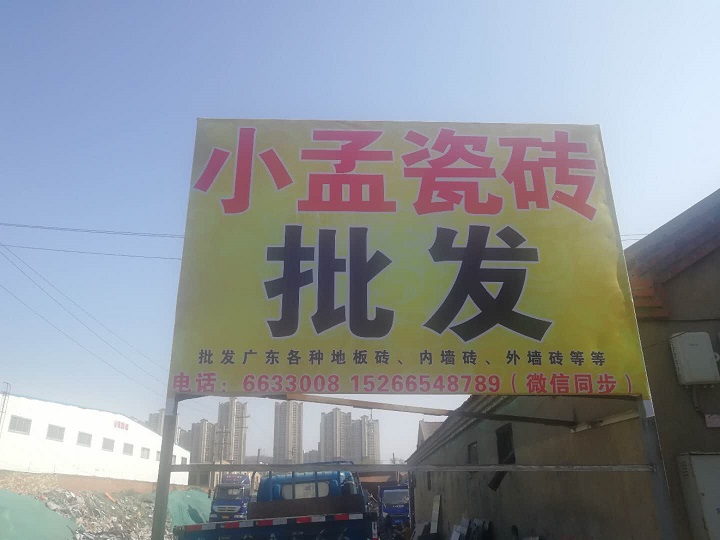 小孟瓷砖
批发
批发广东各种地板砖、内墙砖、外墙砖等等
电话：6633008 15266548789（微信同步）